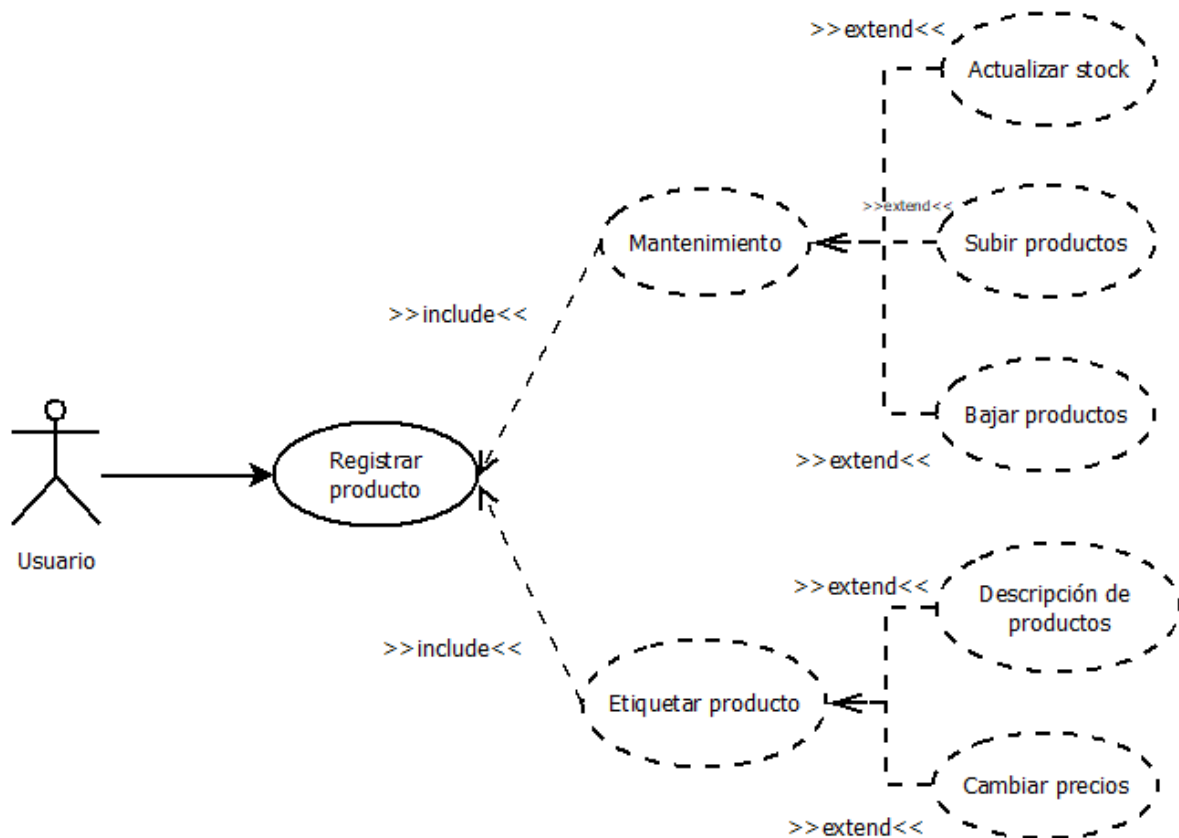 >>extend<<
Actualizar stock
>>extend<<
Mantenimiento
Subir productos
>>include<<
Bajar productos
>>extend<<
Registrar
producto
Usuario
>>extend<<
Descripción de
productos
>>include<<
Etiquetar producto
Cambiar precios
>>extend<<